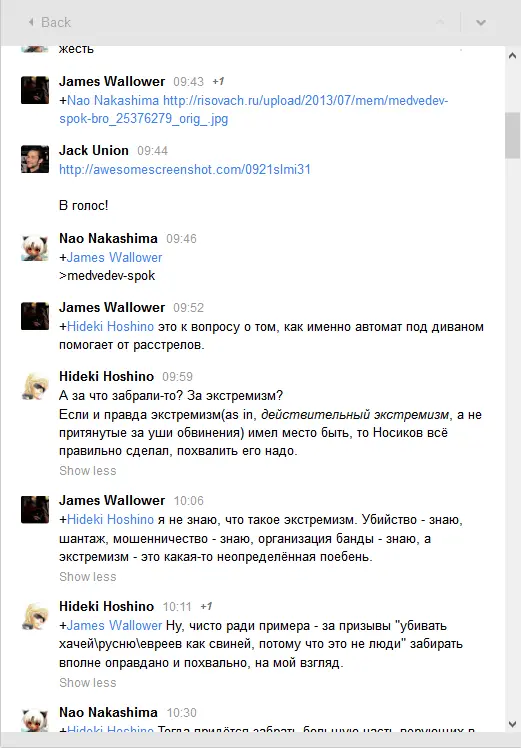 Back
жесть
James Wallower 09:43 +1
+Nao Nakashima http://risovach.ru/upload/2013/07/mem/medvedev-
spok-bro_25376279_orig_.jpg
Jack Union 09:44
http://awesomescreenshot.com/0921slmi31
В голос!
Nao Nakashima 09:46
+James Wallower
>medvedev-spok
James Wallower 09:52
+Hideki Hoshino это к вопросу о том, как именно автомат под диваном
помогает от расстрелов.
Hideki Hoshino 09:59
А за что забрали-то? За экстремизм?
Если и правда экстремизм(as in, действительный экстремизм, а не
притянутые за уши обвинения) имел место быть, то Носиков всё
правильно сделал, похвалить его надо.
Show less
James Wallower 10:06
+Hideki Hoshino я не знаю, что такое экстремизм. Убийство - знаю,
шантаж, мошенничество - знаю, организация банды - знаю, а
экстремизм - это какая-то неопределённая поебень.
Show less
Hideki Hoshino 10:11 +1
+James Wallower Ну, чисто ради примера - за призывы "убивать
хачей\русню\евреев как свиней, потому что это не люди" забирать
вполне оправдано и похвально, на мой взгляд.
Show less
Nao Nakashima 10:30
+Hideki Hoshino Тогда придётся забрать большую часть верующих в